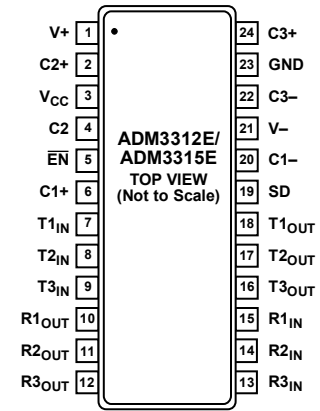 V+ 1 24 C3+
C2+ 2 23 GND
VCC 3 22 C3–
C2 4 21 V–
EN 5 20 C1–
C1+ 6 19 SD
T1IN 7 18 T1OUT
T2IN 8 17 T2OUT
T3IN 9 16 T3OUT
R1OUT 10 15 R1IN
R2OUT 11 14 R2IN
R3OUT 12 13 R3IN
ADM3312E/
ADM3315E
TOP VIEW
(Not to Scale)